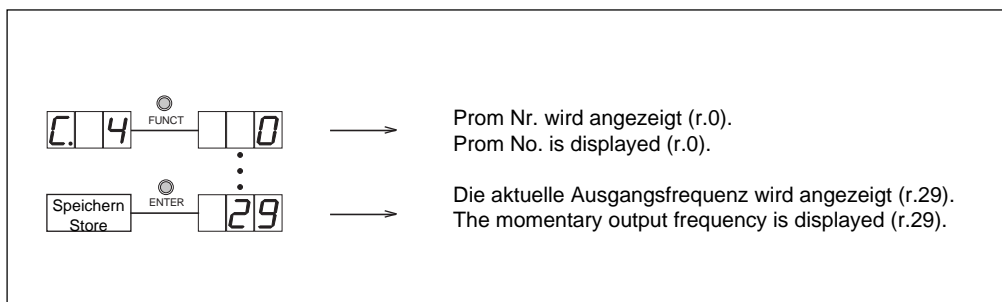 C. 4
FUNCT
0
Prom Nr. wird angezeigt (r.0).
Prom No. is displayed (r.0).
Speichern
Store
ENTER
29
Die aktuelle Ausgangsfrequenz wird angezeigt (r.29).
The momentary output frequency is displayed (r.29).